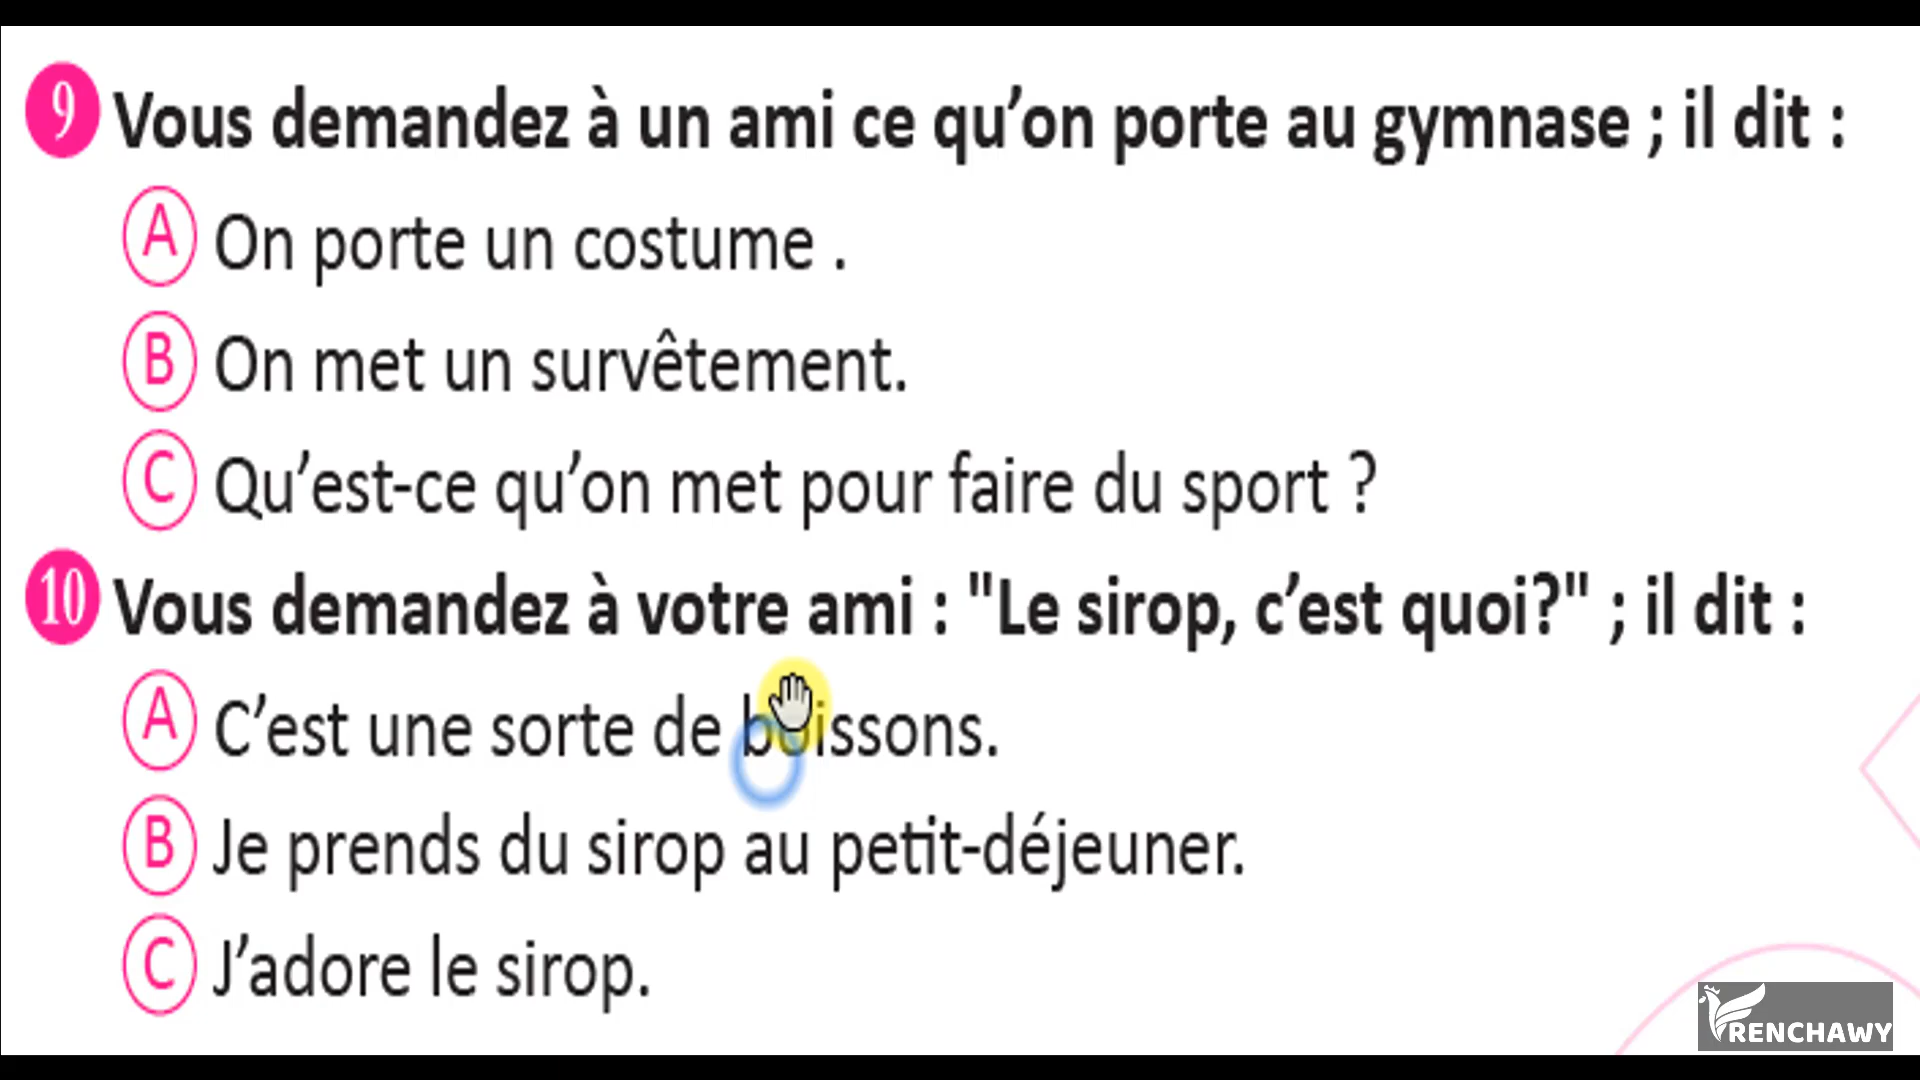 9 Vous demandez à un ami ce qu’on porte au gymnase ; il dit :
A On porte un costume .
B On met un survêtement.
C Qu’est-ce qu’on met pour faire du sport ?
10 Vous demandez à votre ami : "Le sirop, c’est quoi?" ; il dit :
A C’est une sorte de boissons.
B Je prends du sirop au petit-déjeuner.
C J’adore le sirop.
RENCHAWY